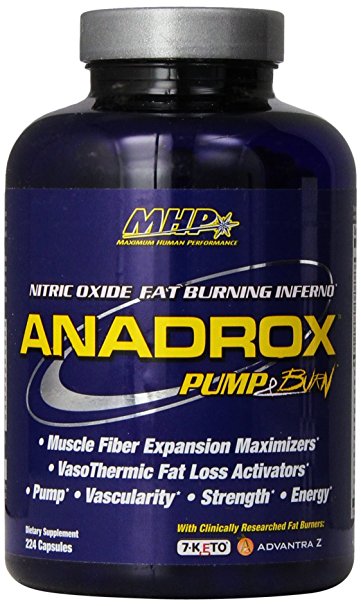 MHP
MAXIMUM HUMAN PERFORMANCE
NITRIC OXIDE FAT BURNING INFERNO*
ANADROX™
PUMP & BURN
• Muscle Fiber Expansion Maximizers*
• VasoThermic Fat Loss Activators*
• Pump* • Vascularity* • Strength* • Energy*
Dietary Supplement
224 Capsules
With Clinically Researched Fat Burners:
7-KETO ADVANTRA Z